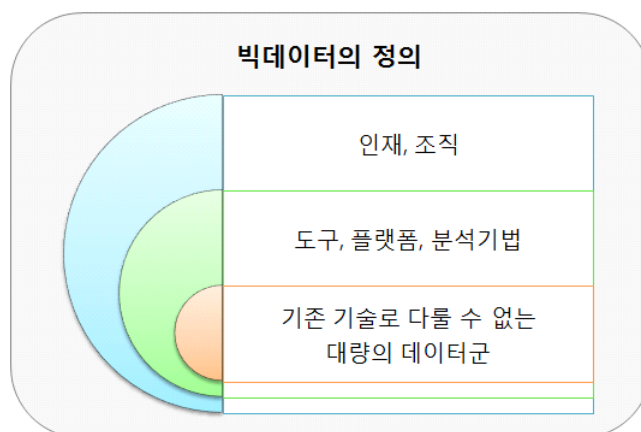 빅데이터의 정의
인재, 조직
도구, 플랫폼, 분석기법
기존 기술로 다룰 수 없는
대량의 데이터군